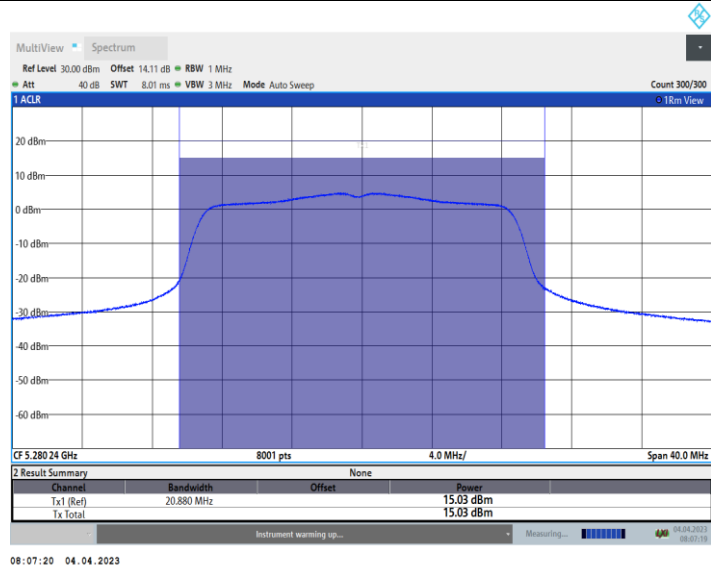 MultiView Spectrum
Ref Level 30.00 dBm Offset 14.11 dB RBW 1 MHz
Att 40 dB SWT 8.01 ms VBW 3 MHz Mode Auto Sweep Count 300/300
1 ACLR 1Rm View
20 dBm
10 dBm
0 dBm
-10 dBm
-20 dBm
-30 dBm
-40 dBm
-50 dBm
-60 dBm
CF 5.28024 GHz 8001 pts 4.0 MHz/ Span 40.0 MHz
2 Result Summary None
Channel Bandwidth Offset Power
Tx1 (Ref) 20.880 MHz 15.03 dBm
Tx Total 15.03 dBm
Instrument warming up... Measuring... 04.04.2023
08:07:19
08:07:20 04.04.2023